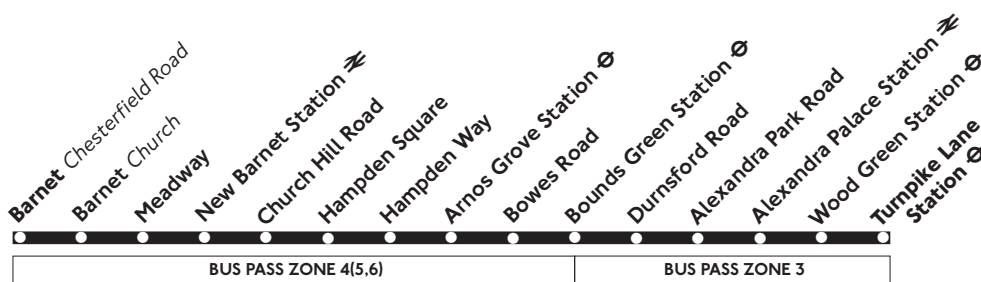 Barnet Chesterfield Road
Barnet Church
Meadway
New Barnet Station
Church Hill Road
Hampden Square
Hampden Way
Arnos Grove Station
Bowes Road
Bounds Green Station
Durnsford Road
Alexandra Park Road
Alexandra Palace Station
Wood Green Station
Turnpike Lane
Station
BUS PASS ZONE 4(5,6)
BUS PASS ZONE 3